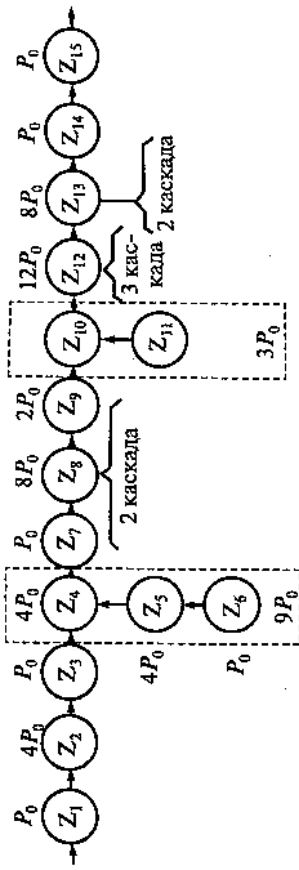 P₀ 4P₀ P₀ 4P₀ P₀ 8P₀ 2P₀ 12P₀ 8P₀ P₀ P₀
Z₁ Z₂ Z₃ Z₄ Z₇ Z₈ Z₉ Z₁₀ Z₁₂ Z₁₃ Z₁₄ Z₁₅
4P₀ Z₅ 2 каскада Z₁₁ 3 кас-
када
2 каскада
P₀ Z₆
9P₀ 3P₀